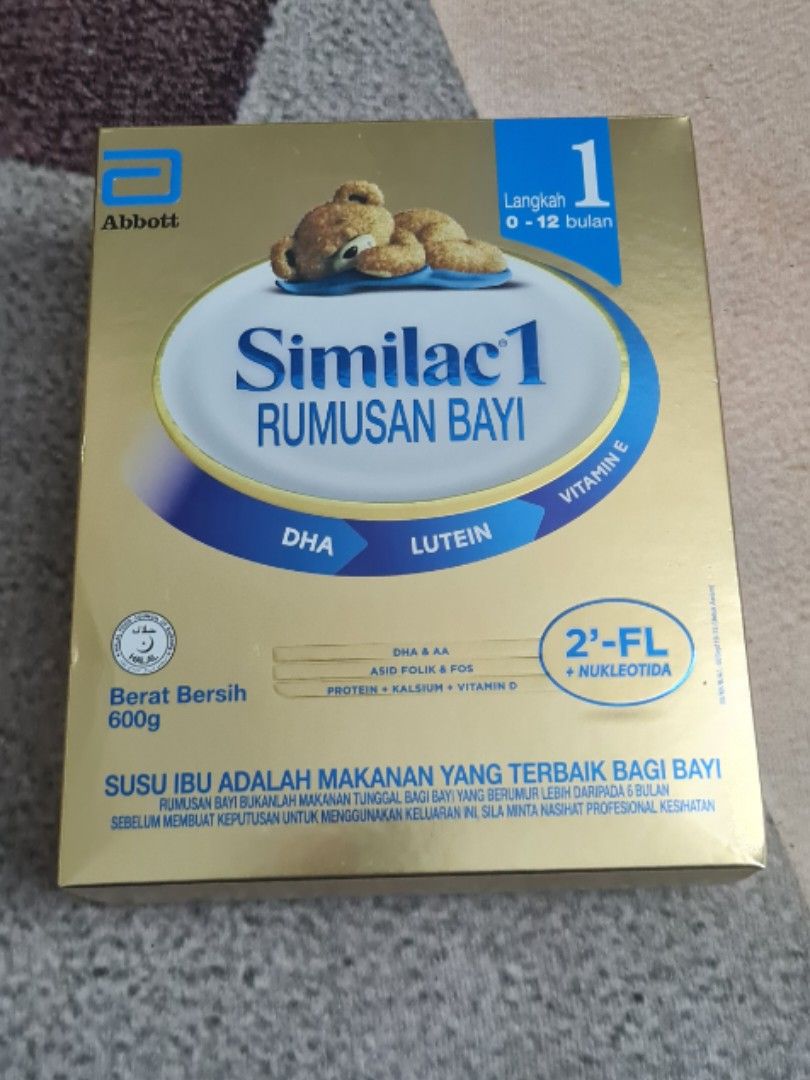 Abbott
Langkah 1
0 - 12 bulan
Similac® 1
RUMUSAN BAYI
DHA
LUTEIN
VITAMIN E
حلال
HALAL
Berat Bersih
600g
DHA & AA
ASID FOLIK & FOS
PROTEIN + KALSIUM + VITAMIN D
2'-FL
+ NUKLEOTIDA
SUSU IBU ADALAH MAKANAN YANG TERBAIK BAGI BAYI
RUMUSAN BAYI BUKANLAH MAKANAN TUNGGAL BAGI BAYI YANG BERUMUR LEBIH DARIPADA 6 BULAN
SEBELUM MEMBUAT KEPUTUSAN UNTUK MENGGUNAKAN KELUARAN INI, SILA MINTA NASIHAT PROFESIONAL KESIHATAN